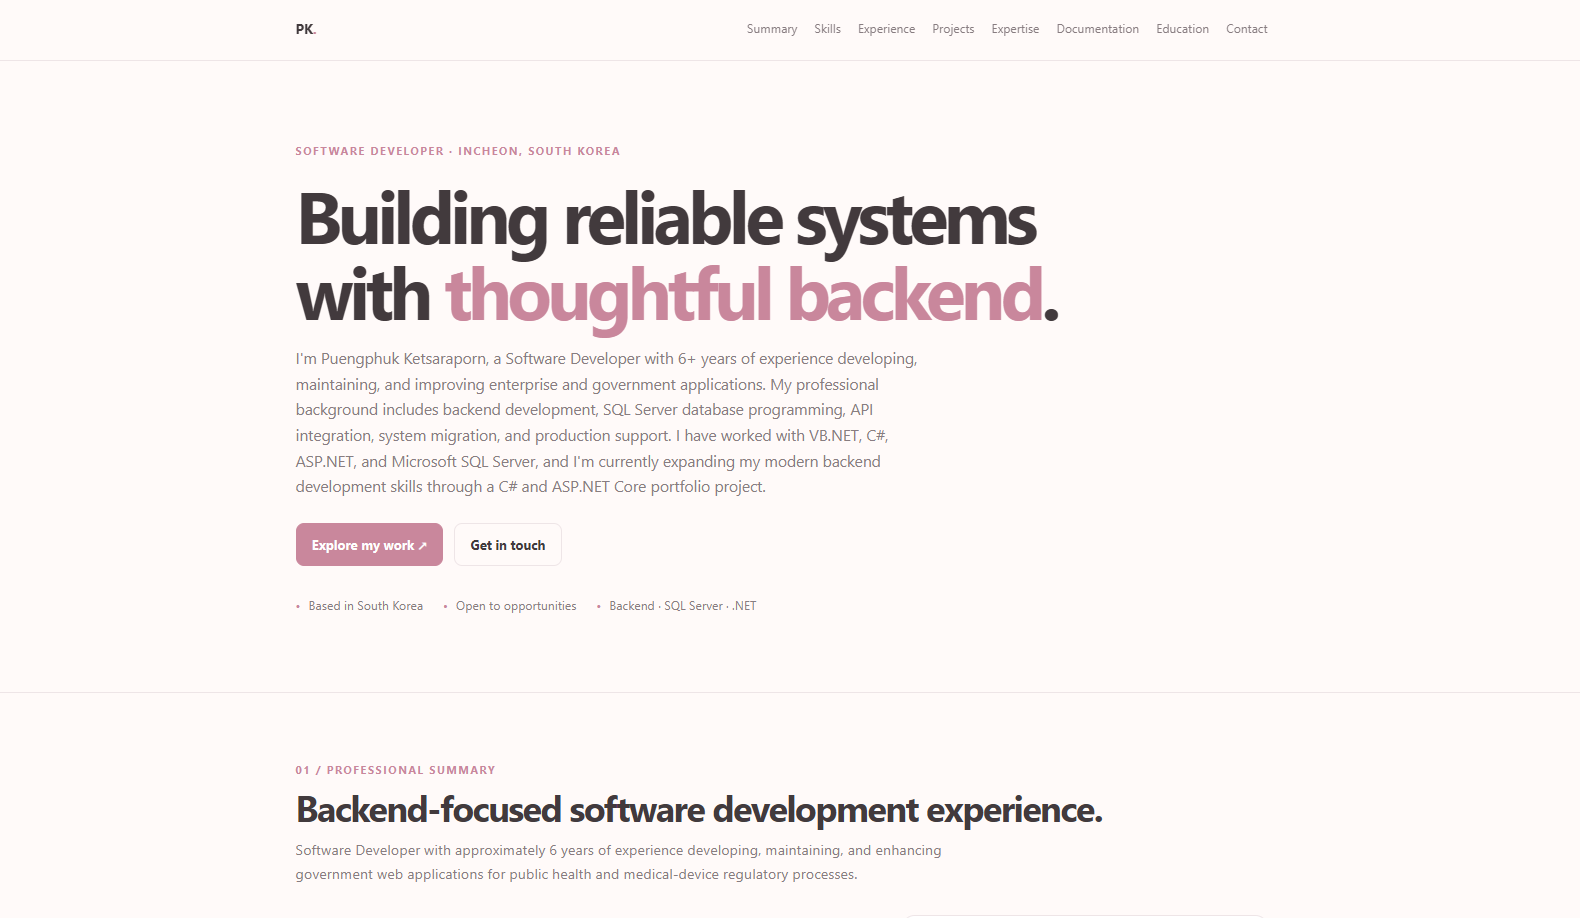 PK.
Summary Skills Experience Projects Expertise Documentation Education Contact
SOFTWARE DEVELOPER · INCHEON, SOUTH KOREA
Building reliable systems
with thoughtful backend.
I'm Puengphuk Ketsaraporn, a Software Developer with 6+ years of experience developing,
maintaining, and improving enterprise and government applications. My professional
background includes backend development, SQL Server database programming, API
integration, system migration, and production support. I have worked with VB.NET, C#,
ASP.NET, and Microsoft SQL Server, and I'm currently expanding my modern backend
development skills through a C# and ASP.NET Core portfolio project.
Explore my work ↗ Get in touch
• Based in South Korea • Open to opportunities • Backend · SQL Server · .NET
01 / PROFESSIONAL SUMMARY
Backend-focused software development experience.
Software Developer with approximately 6 years of experience developing, maintaining, and enhancing
government web applications for public health and medical-device regulatory processes.